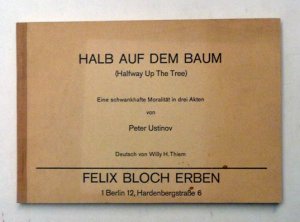 HALB AUF DEM BAUM
(Halfway Up The Tree)
Eine schwankhafte Moralität in drei Akten
von
Peter Ustinov
Deutsch von Willy H. Thiem
FELIX BLOCH ERBEN
1 Berlin 12, Hardenbergstraße 6